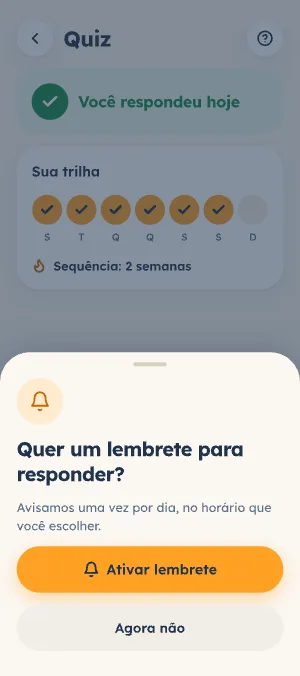 Quiz
Você respondeu hoje
Sua trilha
S T Q Q S S D
Sequência: 2 semanas
Quer um lembrete para
responder?
Avisamos uma vez por dia, no horário que
você escolher.
Ativar lembrete
Agora não